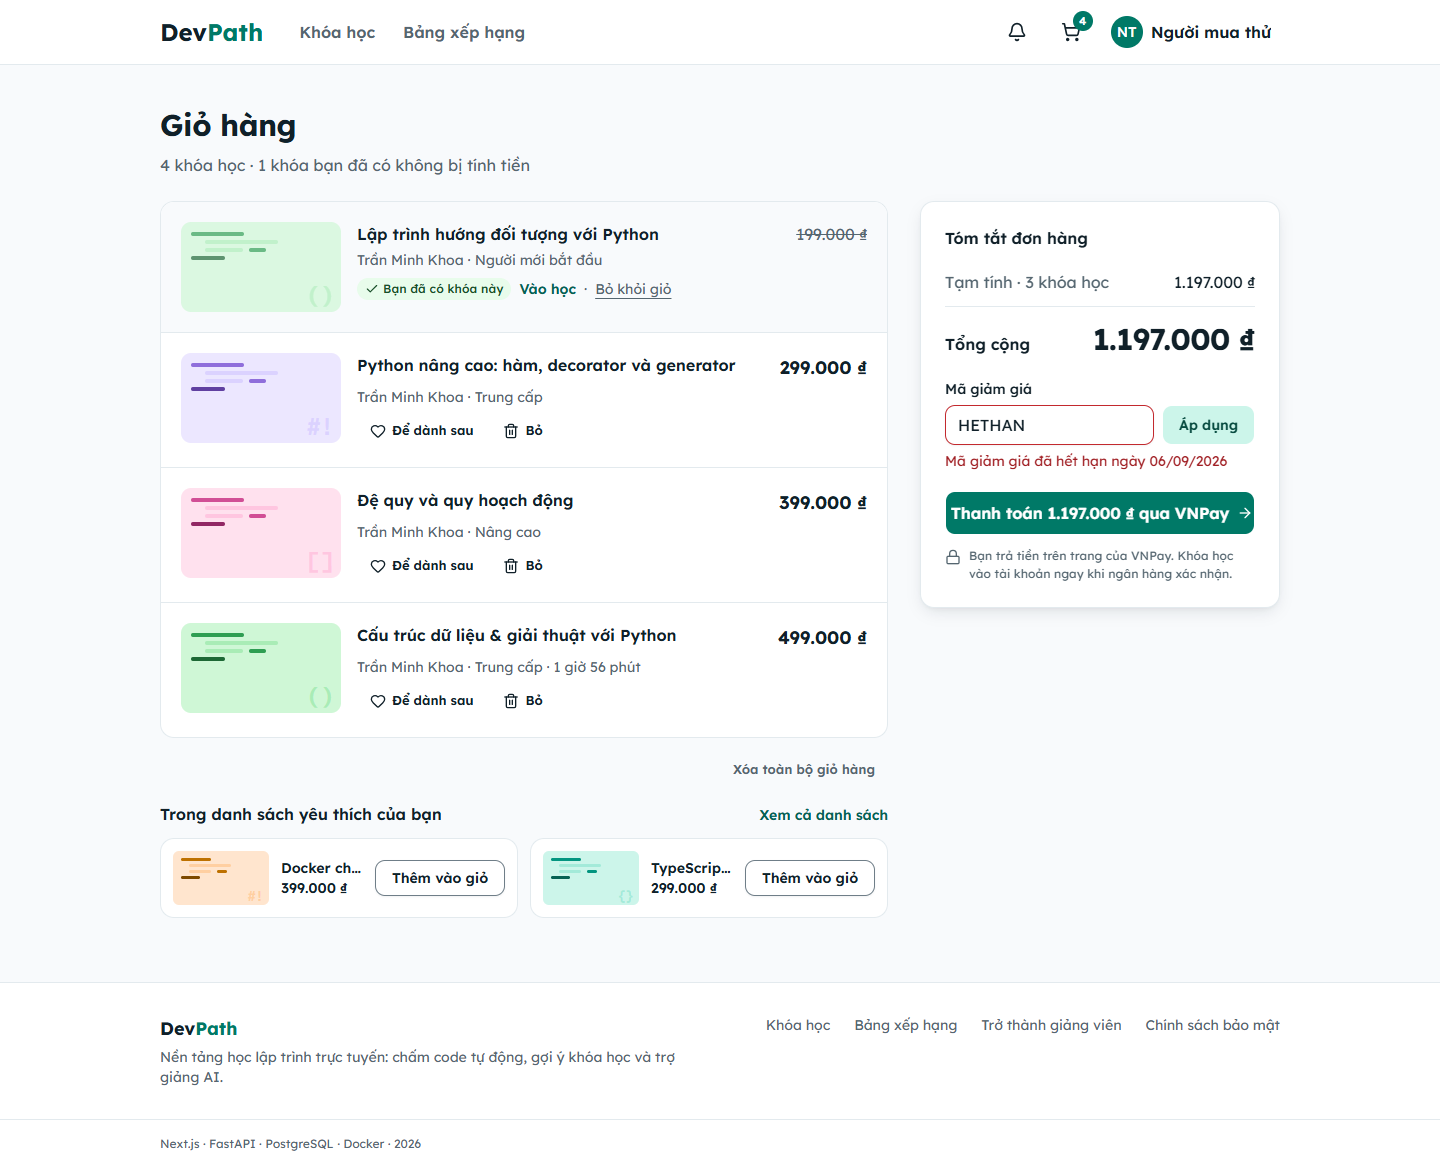 DevPath
Khóa học
Bảng xếp hạng
4
NT
Người mua thử
Giỏ hàng
4 khóa học · 1 khóa bạn đã có không bị tính tiền
()
Lập trình hướng đối tượng với Python
199.000 ₫
Trần Minh Khoa · Người mới bắt đầu
Bạn đã có khóa này
Vào học · Bỏ khỏi giỏ
#!
Python nâng cao: hàm, decorator và generator
299.000 ₫
Trần Minh Khoa · Trung cấp
Để dành sau
Bỏ
[]
Đệ quy và quy hoạch động
399.000 ₫
Trần Minh Khoa · Nâng cao
Để dành sau
Bỏ
()
Cấu trúc dữ liệu & giải thuật với Python
499.000 ₫
Trần Minh Khoa · Trung cấp · 1 giờ 56 phút
Để dành sau
Bỏ
Xóa toàn bộ giỏ hàng
Tóm tắt đơn hàng
Tạm tính · 3 khóa học
1.197.000 ₫
Tổng cộng
1.197.000 ₫
Mã giảm giá
HETHAN
Áp dụng
Mã giảm giá đã hết hạn ngày 06/09/2026
Thanh toán 1.197.000 ₫ qua VNPay →
Bạn trả tiền trên trang của VNPay. Khóa học
vào tài khoản ngay khi ngân hàng xác nhận.
Trong danh sách yêu thích của bạn
Xem cả danh sách
#!
Docker ch...
399.000 ₫
Thêm vào giỏ
{}
TypeScrip...
299.000 ₫
Thêm vào giỏ
DevPath
Nền tảng học lập trình trực tuyến: chấm code tự động, gợi ý khóa học và trợ
giảng AI.
Khóa học
Bảng xếp hạng
Trở thành giảng viên
Chính sách bảo mật
Next.js · FastAPI · PostgreSQL · Docker · 2026